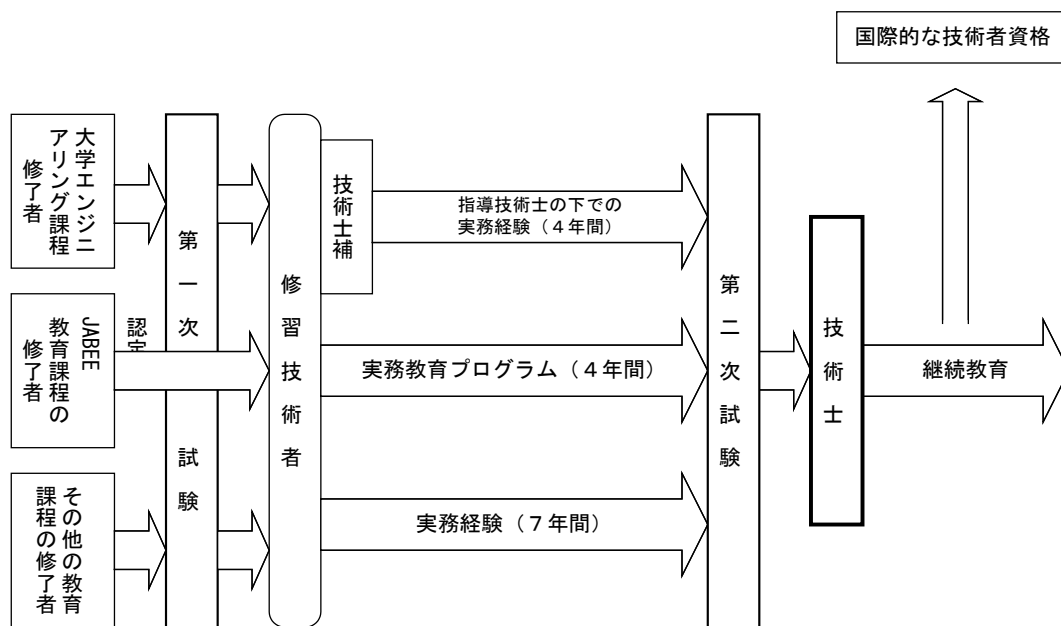 国際的な技術者資格
大学エンジニ
アリング課程
修了者
JABEE 認定
教育課程の
修了者
その他の教育
課程の修了者
第一次試験
修習技術者
技術士補
指導技術士の下での
実務経験(4年間)
実務教育プログラム(4年間)
実務経験(7年間)
第二次試験
技術士
継続教育